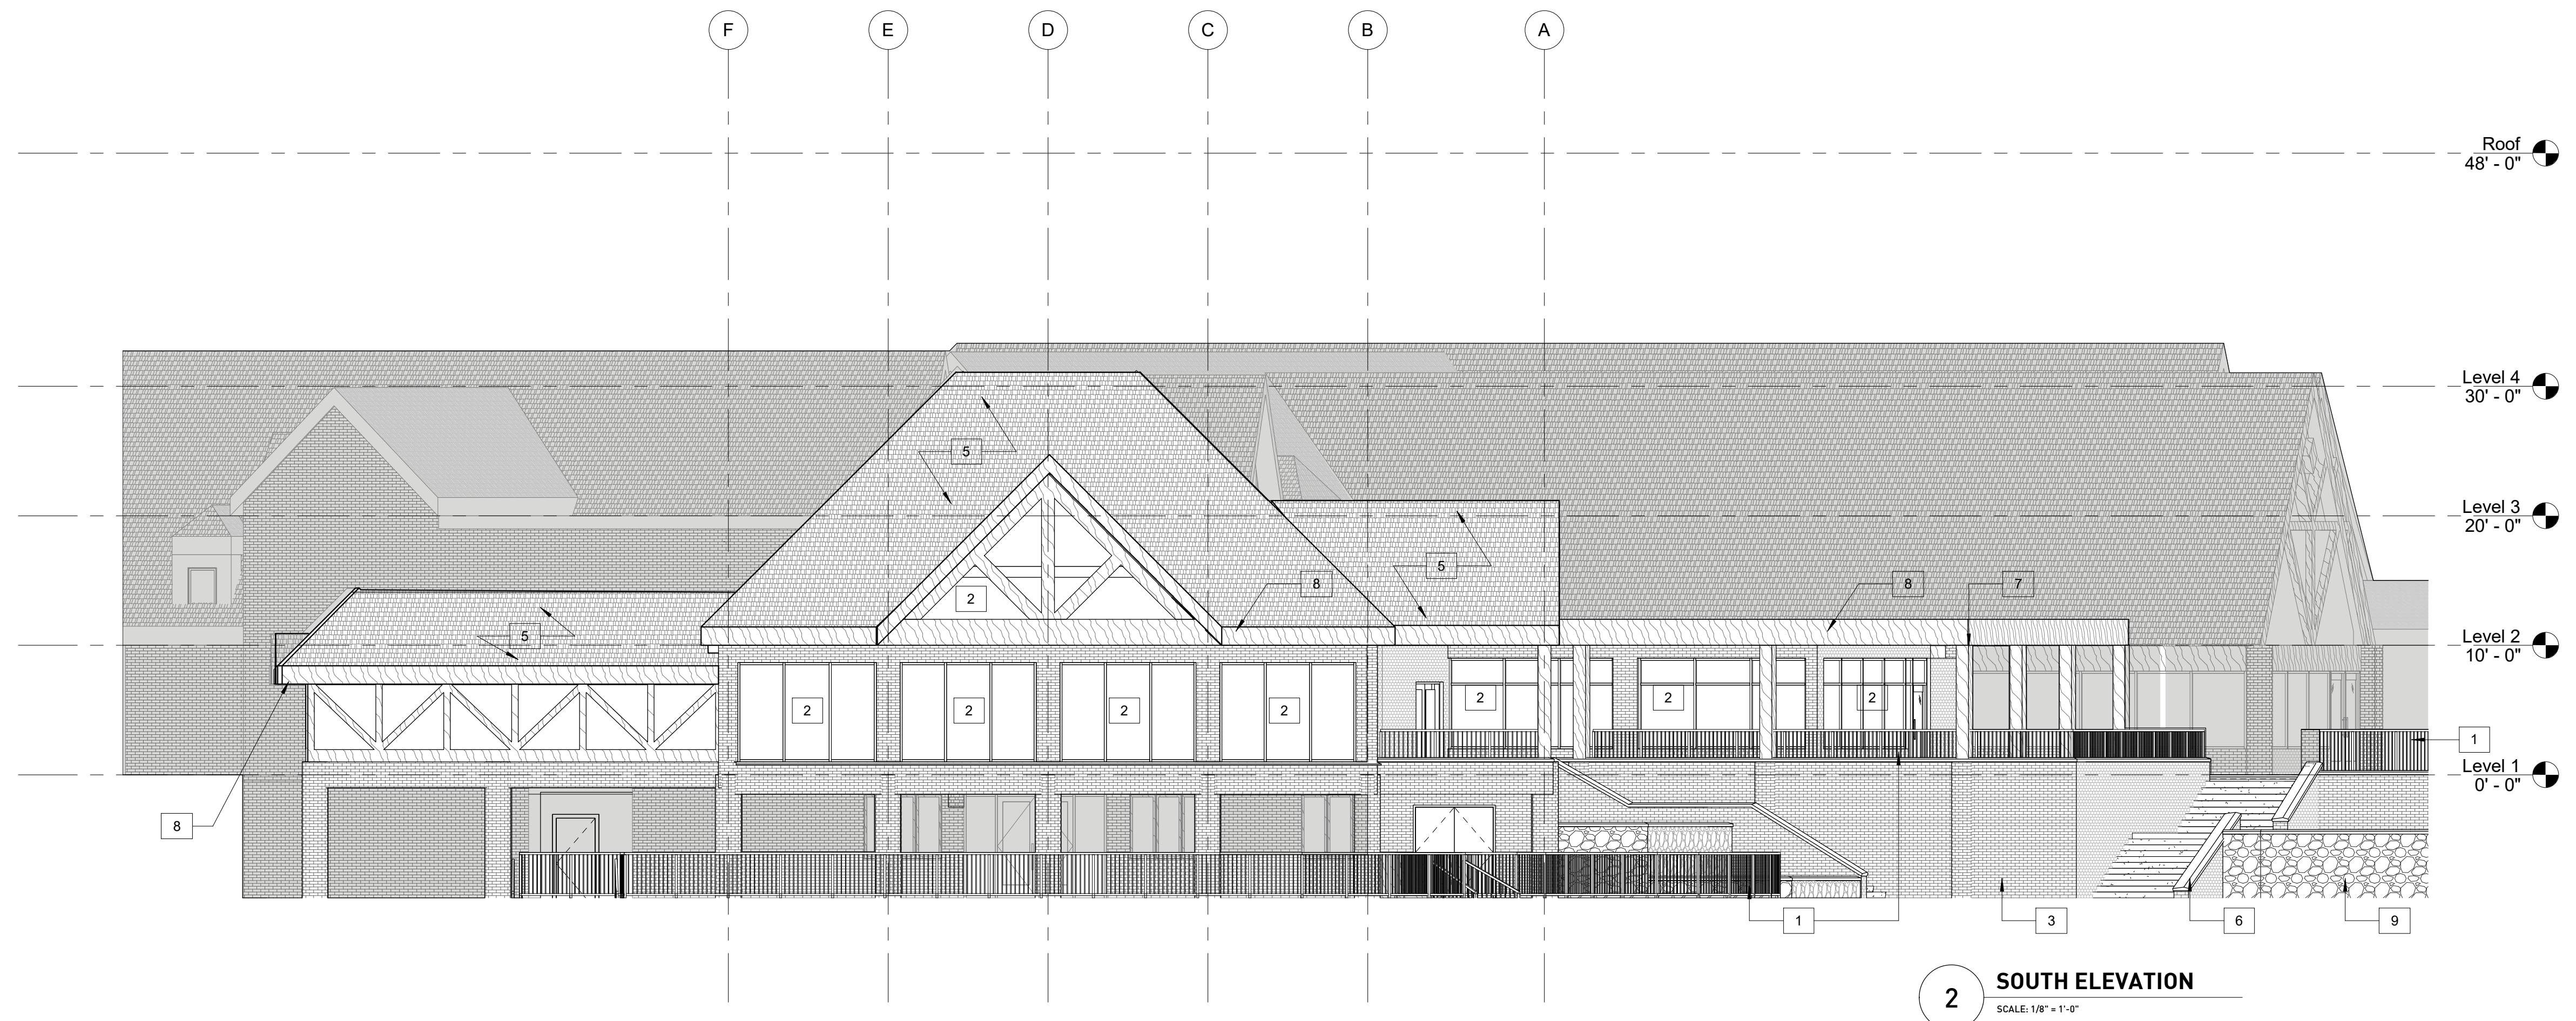 F E D C B A
Roof
48' - 0"
Level 4
30' - 0"
5
Level 3
20' - 0"
5
8
8
7
2
5
Level 2
10' - 0"
2
2
2
2
2
2
2
1
Level 1
0' - 0"
8
1
3
6
9
2
SOUTH ELEVATION
SCALE: 1/8" = 1'-0"